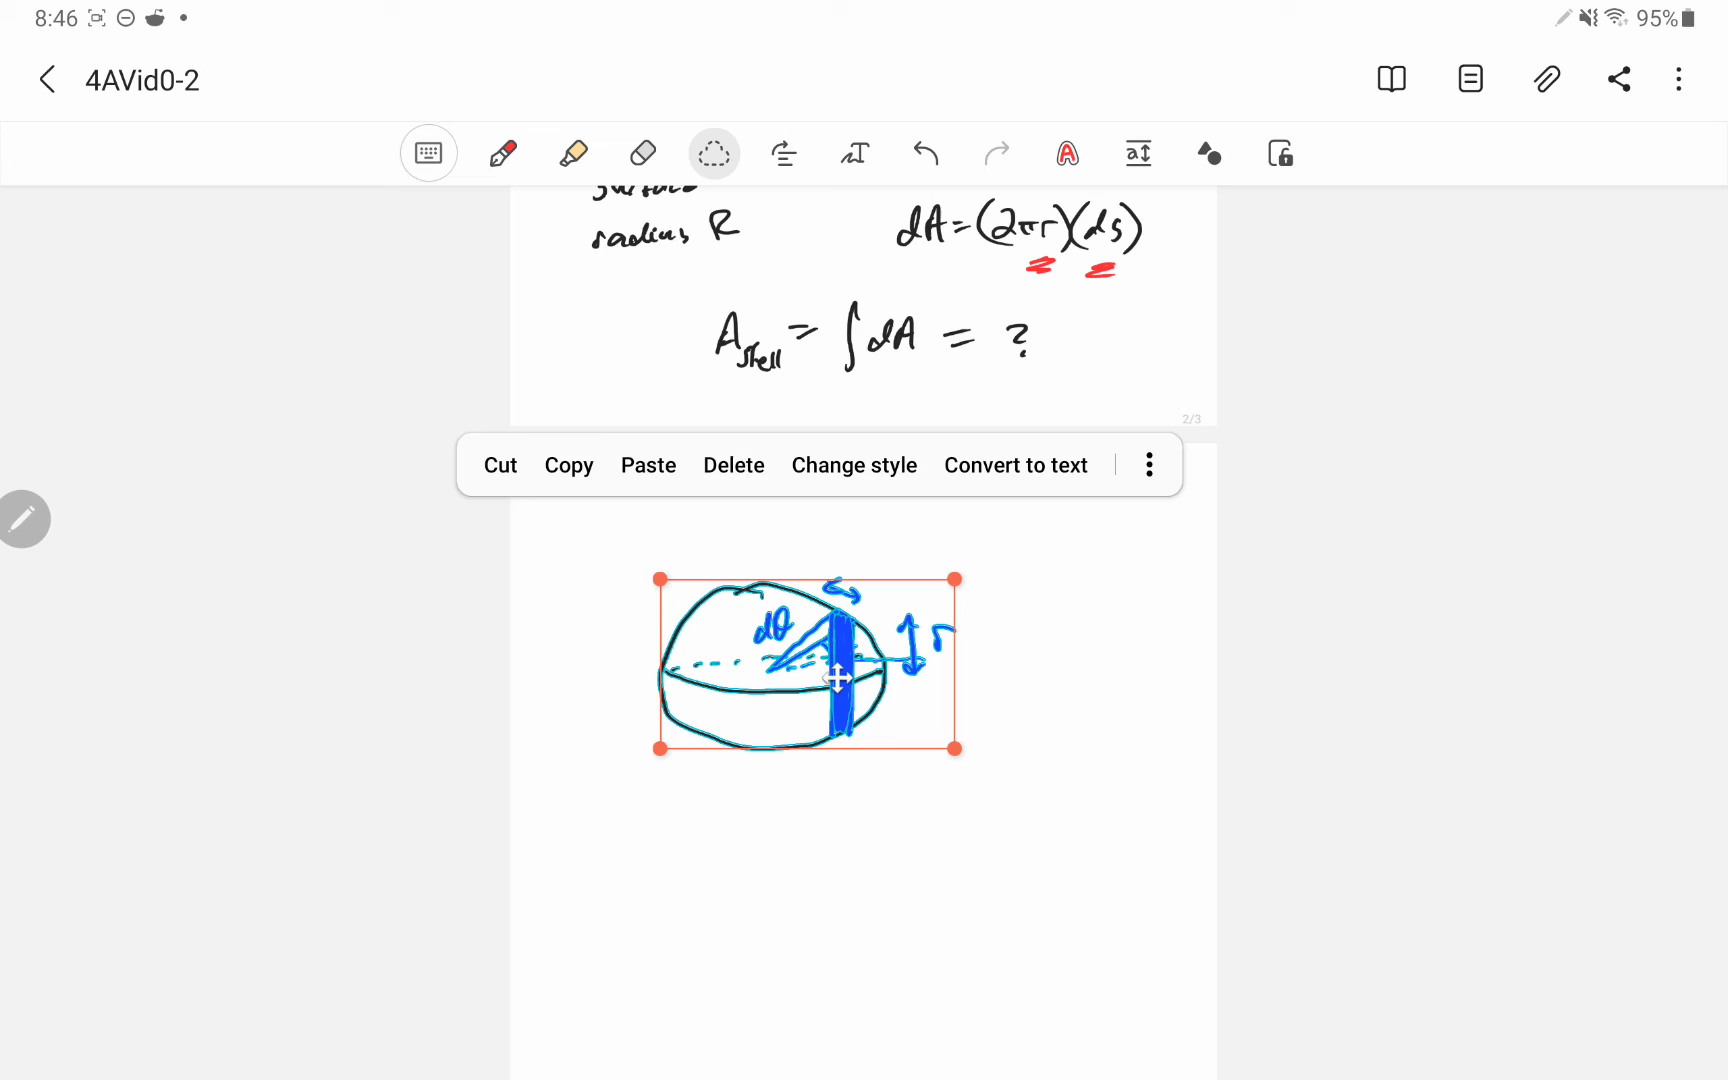 8:46
95%
4AVid0-2
surface
radius R
dA=(2πr)(ds)
A_shell = ∫dA = ?
2/3
Cut Copy Paste Delete Change style Convert to text
dθ
r